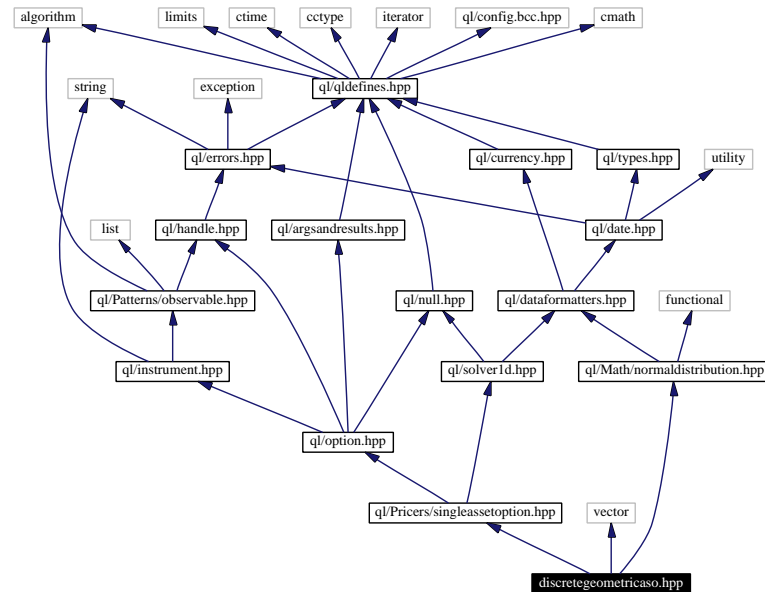 algorithm
limits
ctime
cctype
iterator
ql/config.bcc.hpp
cmath
string
exception
ql/qldefines.hpp
ql/errors.hpp
ql/currency.hpp
ql/types.hpp
utility
list
ql/handle.hpp
ql/argsandresults.hpp
ql/date.hpp
ql/Patterns/observable.hpp
ql/null.hpp
ql/dataformatters.hpp
functional
ql/instrument.hpp
ql/solver1d.hpp
ql/Math/normaldistribution.hpp
ql/option.hpp
ql/Pricers/singleassetoption.hpp
vector
discretegeometricaso.hpp